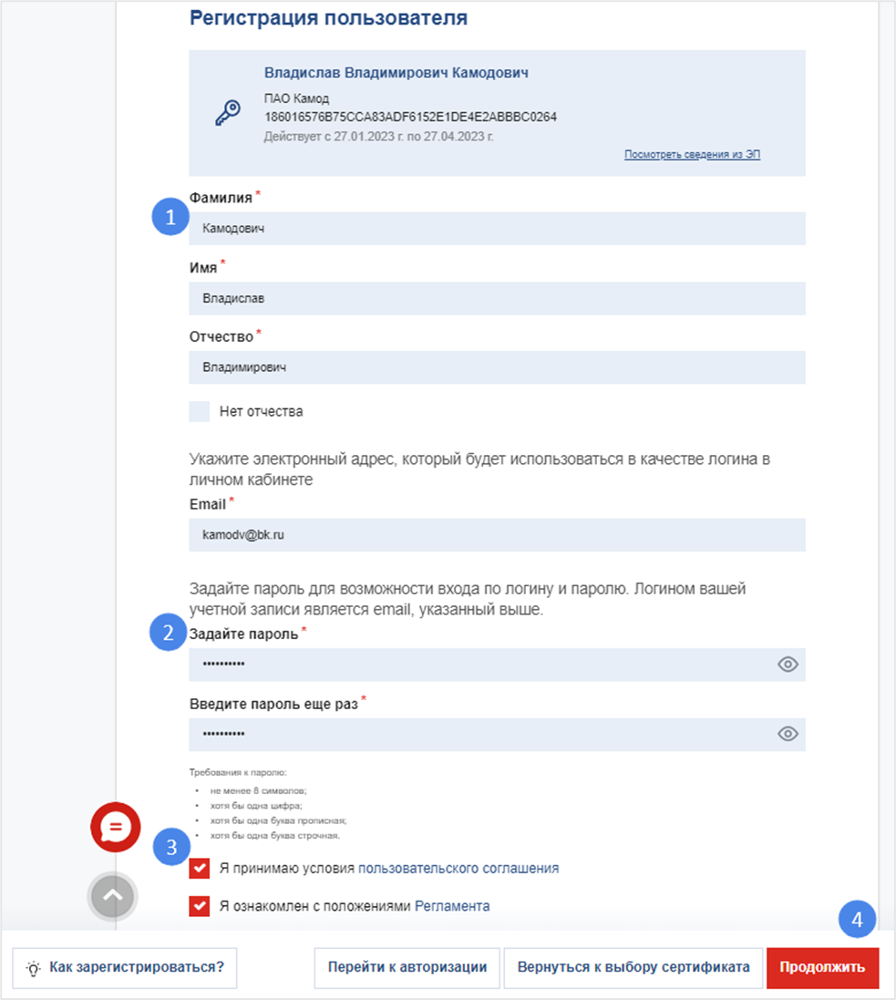 Регистрация пользователя
Владислав Владимирович Камодович
ПАО Камод
186016576B75CCA83ADF6152E1DE4E2ABBBC0264
Действует с 27.01.2023 г. по 27.04.2023 г.
Посмотреть сведения из ЭП
Фамилия *
1
Камодович
Имя *
Владислав
Отчество *
Владимирович
Нет отчества
Укажите электронный адрес, который будет использоваться в качестве логина в
личном кабинете
Email *
kamodv@bk.ru
Задайте пароль для возможности входа по логину и паролю. Логином вашей
учетной записи является email, указанный выше.
2 Задайте пароль *
••••••••••
Введите пароль еще раз *
••••••••••
Требования к паролю:
• не менее 8 символов;
• хотя бы одна цифра;
• хотя бы одна буква прописная;
• хотя бы одна буква строчная.
3
Я принимаю условия пользовательского соглашения
Я ознакомлен с положениями Регламента
4
Как зарегистрироваться? Перейти к авторизации Вернуться к выбору сертификата Продолжить